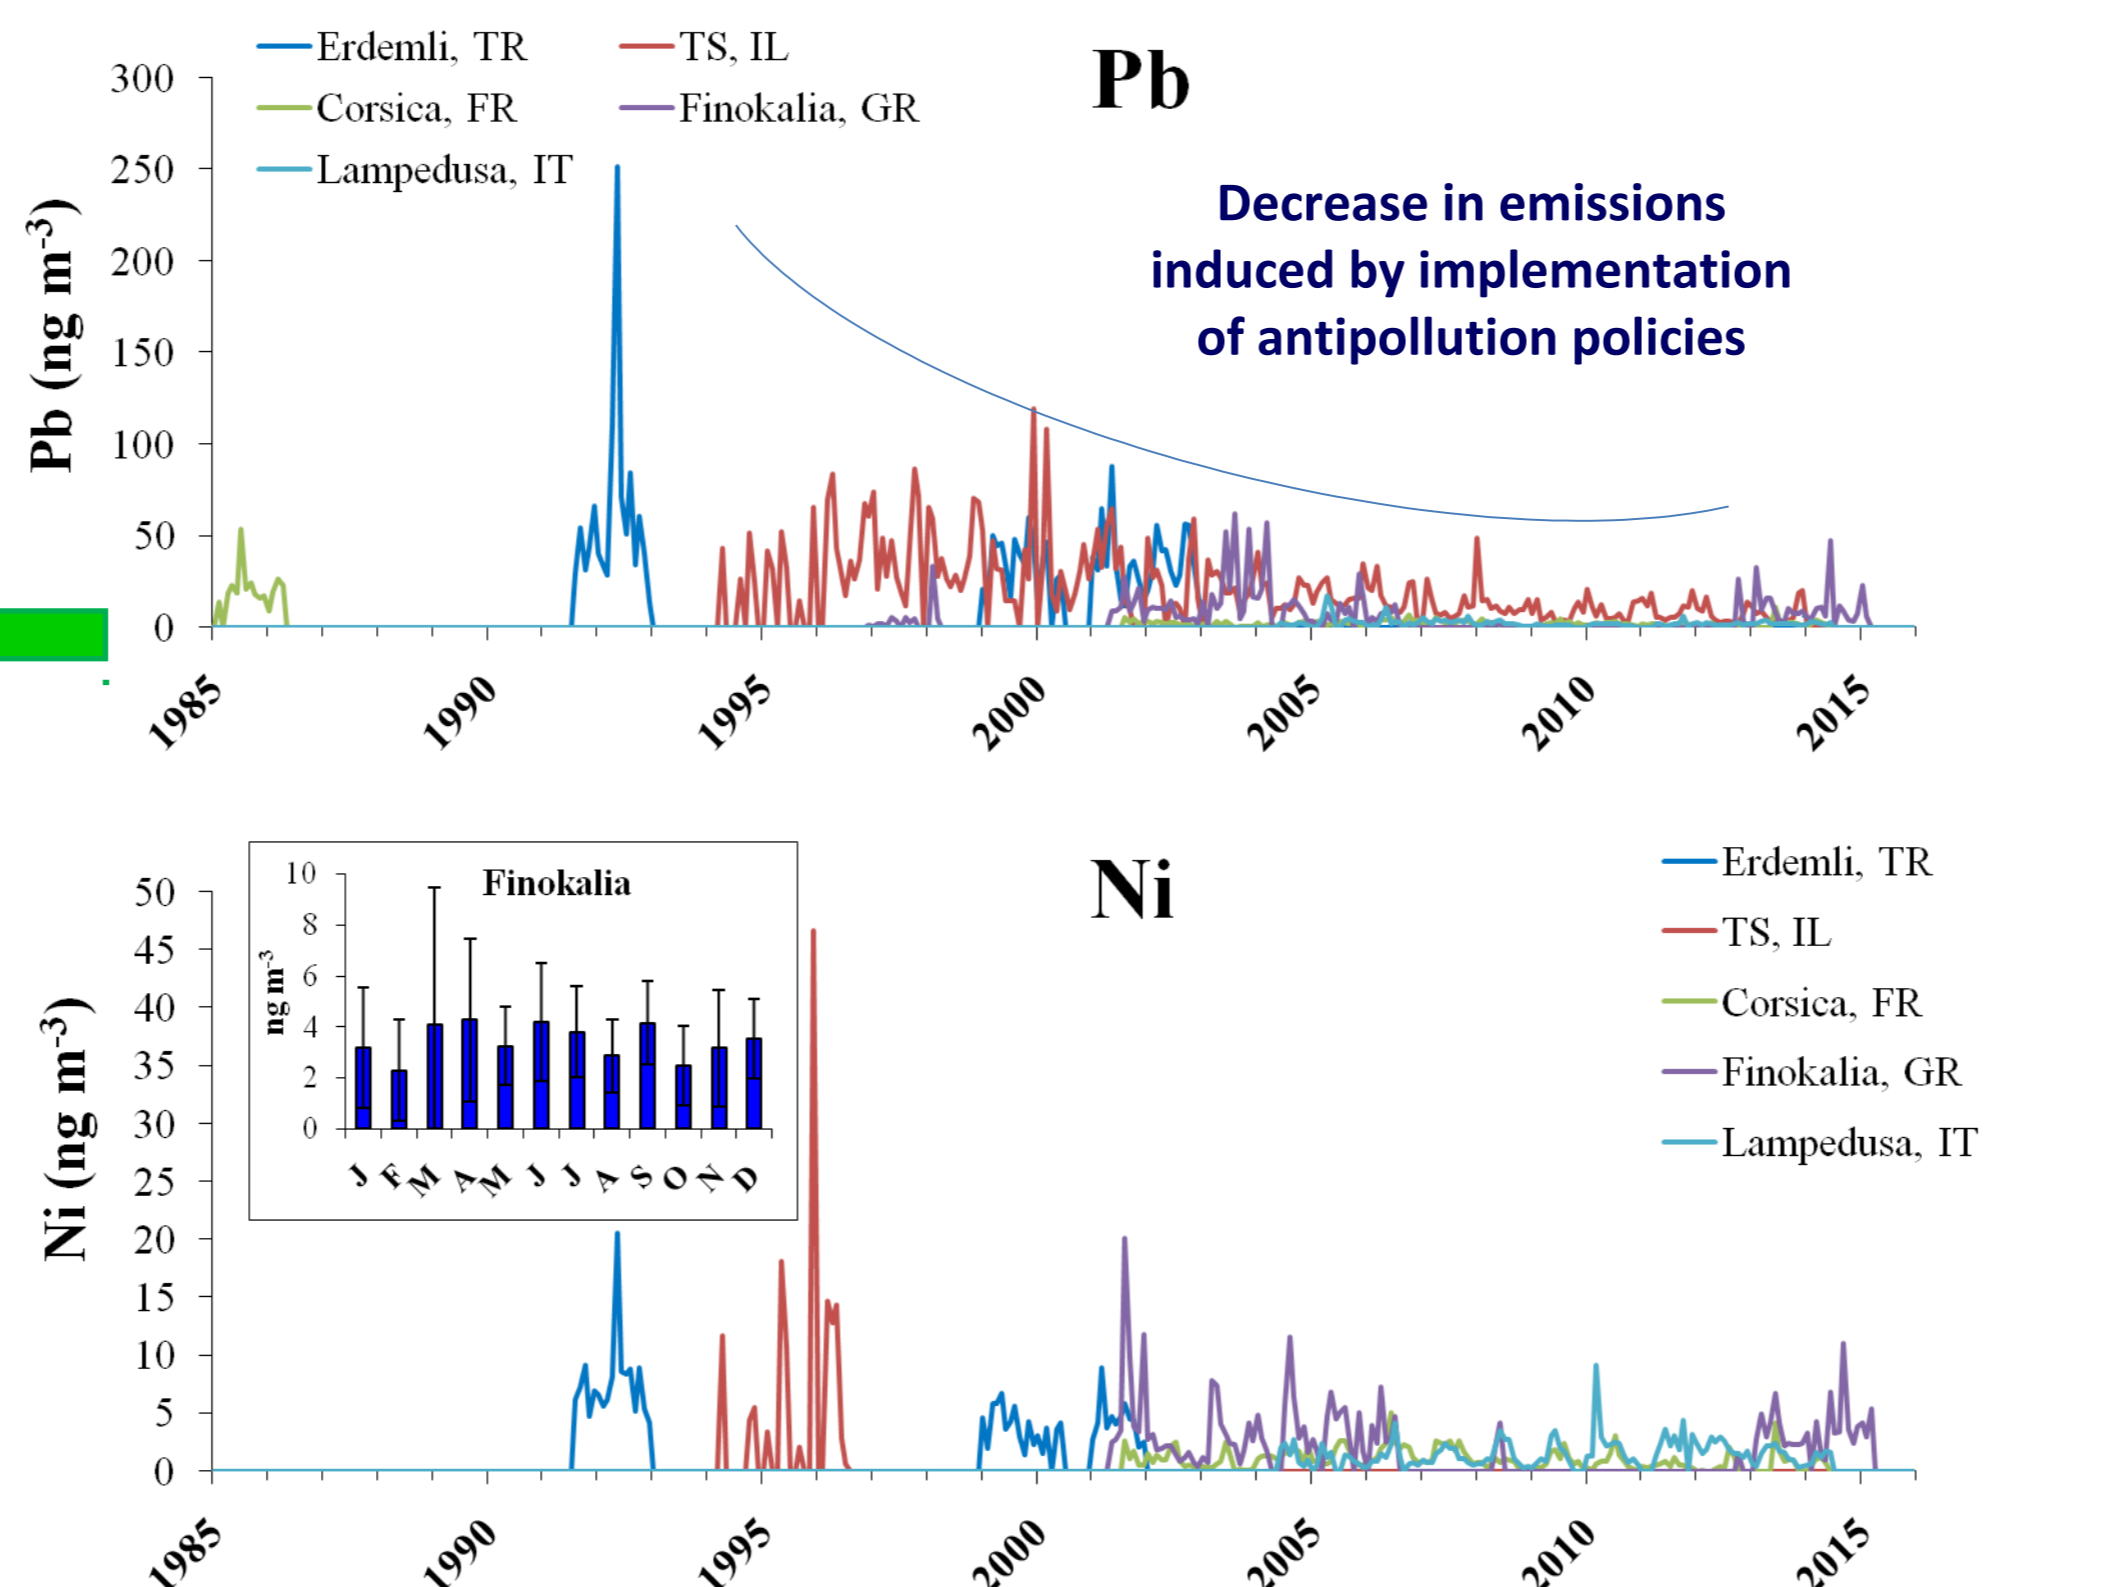 Erdemli, TR
TS, IL
Corsica, FR
Finokalia, GR
Lampedusa, IT
Pb
Decrease in emissions
induced by implementation
of antipollution policies
Pb (ng m-3)
300
250
200
150
100
50
0
1985
1990
1995
2000
2005
2010
2015
Ni
Erdemli, TR
TS, IL
Corsica, FR
Finokalia, GR
Lampedusa, IT
Ni (ng m-3)
50
45
40
35
30
25
20
15
10
5
0
Finokalia
ng m-3
10
8
6
4
2
0
J F M A M J J A S O N D
1985
1990
1995
2000
2005
2010
2015